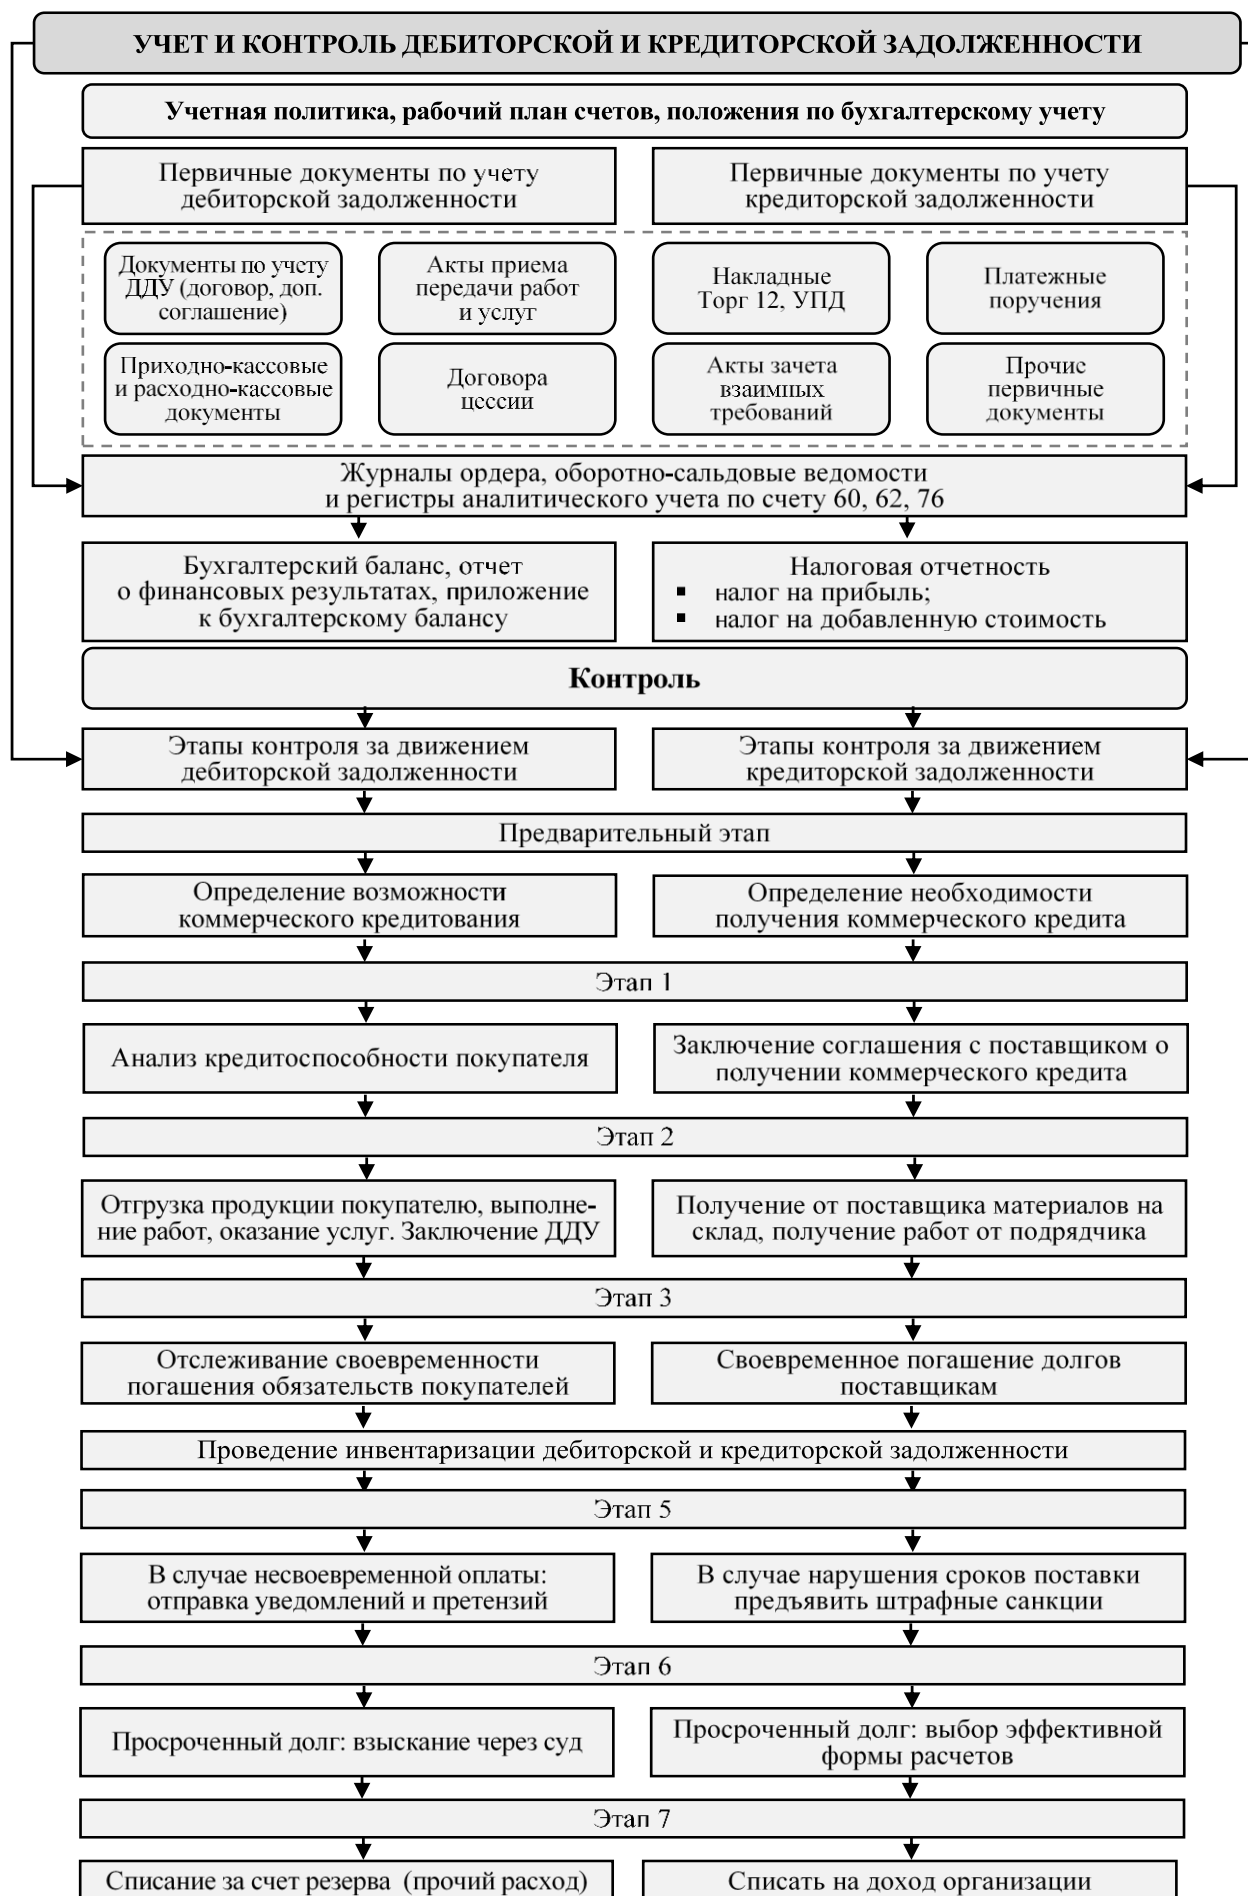 УЧЕТ И КОНТРОЛЬ ДЕБИТОРСКОЙ И КРЕДИТОРСКОЙ ЗАДОЛЖЕННОСТИ
Учетная политика, рабочий план счетов, положения по бухгалтерскому учету
Первичные документы по учету
дебиторской задолженности
Первичные документы по учету
кредиторской задолженности
Документы по учету
ДДУ (договор, доп.
соглашение)
Акты приема
передачи работ
и услуг
Накладные
Торг 12, УПД
Платежные
поручения
Приходно-кассовые
и расходно-кассовые
документы
Договора
цессии
Акты зачета
взаимных
требований
Прочие
первичные
документы
Журналы ордера, оборотно-сальдовые ведомости
и регистры аналитического учета по счету 60, 62, 76
Бухгалтерский баланс, отчет
о финансовых результатах, приложение
к бухгалтерскому балансу
Налоговая отчетность
▪ налог на прибыль;
▪ налог на добавленную стоимость
Контроль
Этапы контроля за движением
дебиторской задолженности
Этапы контроля за движением
кредиторской задолженности
Предварительный этап
Определение возможности
коммерческого кредитования
Определение необходимости
получения коммерческого кредита
Этап 1
Анализ кредитоспособности покупателя
Заключение соглашения с поставщиком о
получении коммерческого кредита
Этап 2
Отгрузка продукции покупателю, выполне-
ние работ, оказание услуг. Заключение ДДУ
Получение от поставщика материалов на
склад, получение работ от подрядчика
Этап 3
Отслеживание своевременности
погашения обязательств покупателей
Своевременное погашение долгов
поставщикам
Проведение инвентаризации дебиторской и кредиторской задолженности
Этап 5
В случае несвоевременной оплаты:
отправка уведомлений и претензий
В случае нарушения сроков поставки
предъявить штрафные санкции
Этап 6
Просроченный долг: взыскание через суд
Просроченный долг: выбор эффективной
формы расчетов
Этап 7
Списание за счет резерва (прочий расход)
Списать на доход организации